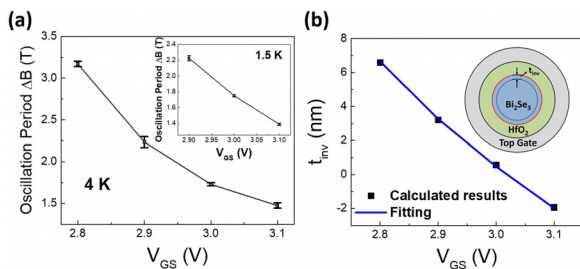 (a)
Oscillation Period ΔB (T)
3.5
3.0
2.5
2.0
1.5
2.8
2.9
3.0
3.1
V_GS (V)
4 K
Oscillation Period ΔB (T)
2.4
2.2
2.0
1.8
1.6
1.4
2.90
2.95
3.00
3.05
3.10
V_GS (V)
1.5 K
(b)
t_inv (nm)
8
6
4
2
0
-2
2.8
2.9
3.0
3.1
V_GS (V)
t_inv
Bi₂Se₃
HfO₂
Top Gate
Calculated results
Fitting